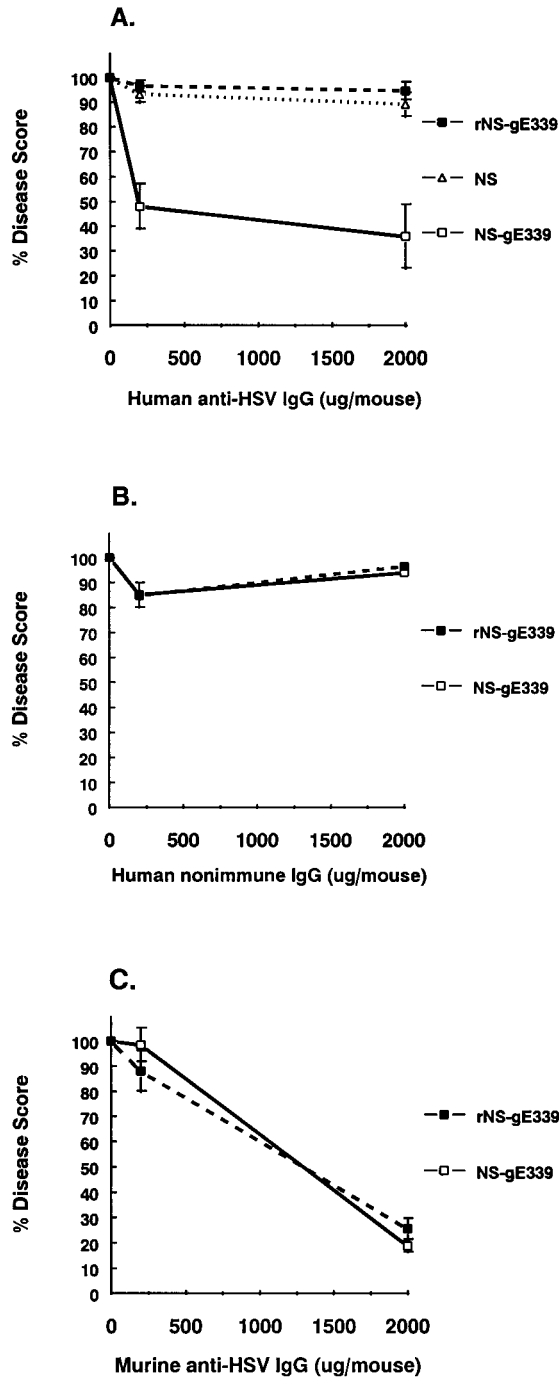 A.
% Disease Score
100
90
80
70
60
50
40
30
20
10
0
0 500 1000 1500 2000
Human anti-HSV IgG (ug/mouse)
rNS-gE339
NS
NS-gE339
B.
% Disease Score
100
90
80
70
60
50
40
30
20
10
0
0 500 1000 1500 2000
Human nonimmune IgG (ug/mouse)
rNS-gE339
NS-gE339
C.
% Disease Score
100
90
80
70
60
50
40
30
20
10
0
0 500 1000 1500 2000
Murine anti-HSV IgG (ug/mouse)
rNS-gE339
NS-gE339